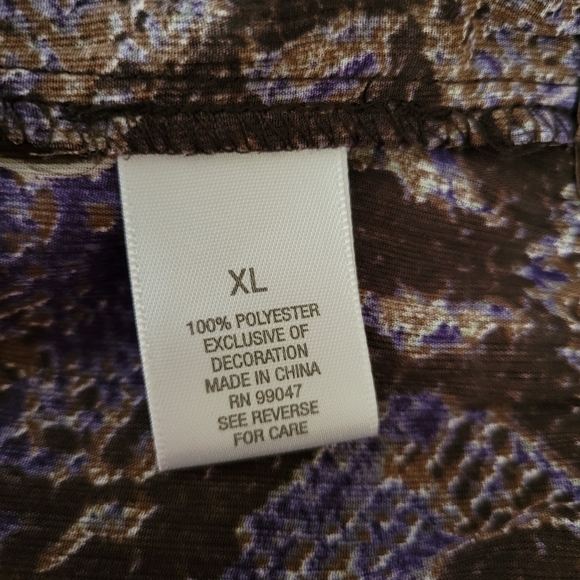 XL
100% POLYESTER
EXCLUSIVE OF
DECORATION
MADE IN CHINA
RN 99047
SEE REVERSE
FOR CARE